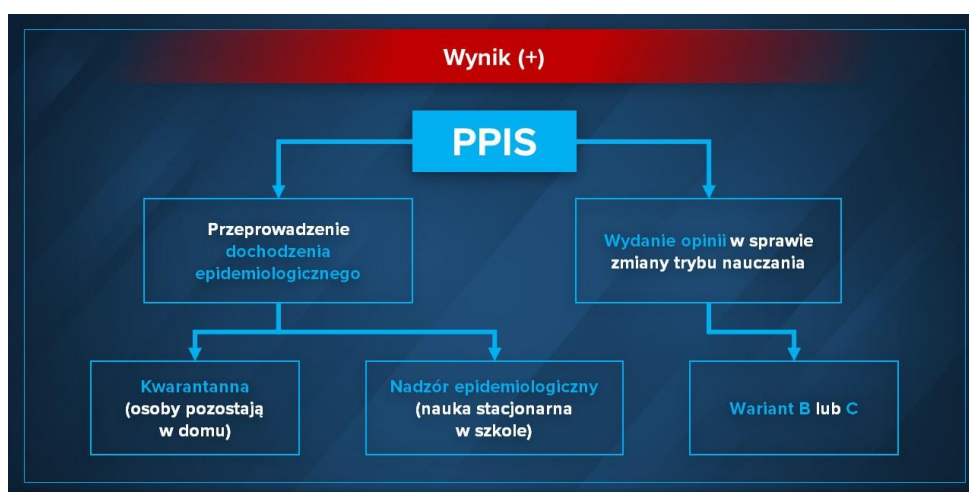 Wynik (+)
PPIS
Przeprowadzenie
dochodzenia
epidemiologicznego
Wydanie opinii w sprawie
zmiany trybu nauczania
Kwarantanna
(osoby pozostają
w domu)
Nadzór epidemiologiczny
(nauka stacjonarna
w szkole)
Wariant B lub C